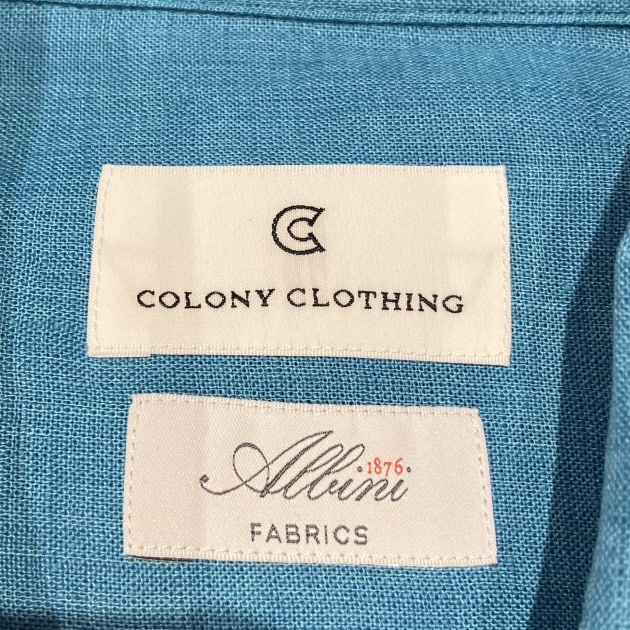 COLONY CLOTHING
·1876·
Albini
FABRICS